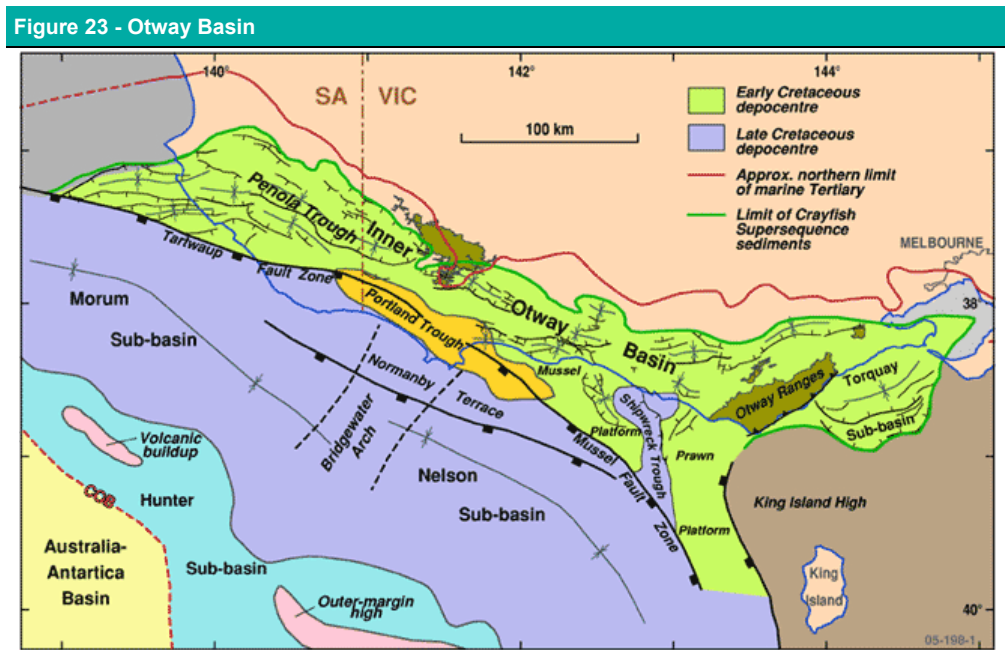 Figure 23 - Otway Basin
140°
142°
144°
SA
VIC
100 km
Early Cretaceous
depocentre
Late Cretaceous
depocentre
Approx. northern limit
of marine Tertiary
Limit of Crayfish
Supersequence
sediments
MELBOURNE
38°
Penola Trough
Inner
Otway
Basin
Tartwaup
Fault Zone
Portland Trough
Morum
Sub-basin
Normanby
Terrace
Bridgewater
Arch
Mussel
Platform
Shipwreck Trough
Otway Ranges
Torquay
Sub-basin
Prawn
Platform
Mussel
Fault
Zone
Nelson
Sub-basin
King Island High
King
Island
Volcanic
buildup
COB
Hunter
Sub-basin
Australia-
Antartica
Basin
Outer-margin
high
40°
05-198-1